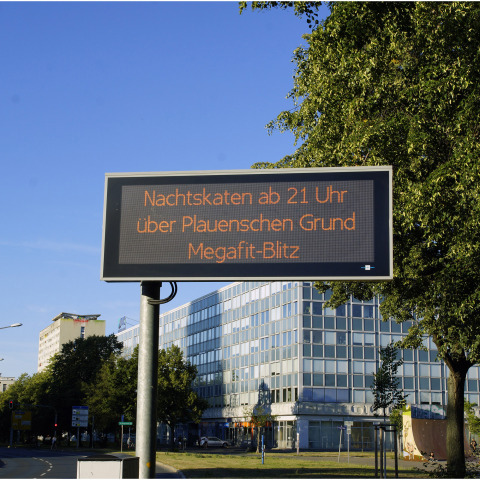 Nachtskaten ab 21 Uhr
über Plauenschen Grund
Megafit-Blitz